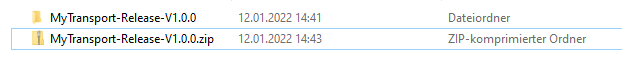 MyTransport-Release-V1.0.0 12.01.2022 14:41 Dateiordner
MyTransport-Release-V1.0.0.zip 12.01.2022 14:43 ZIP-komprimierter Ordner